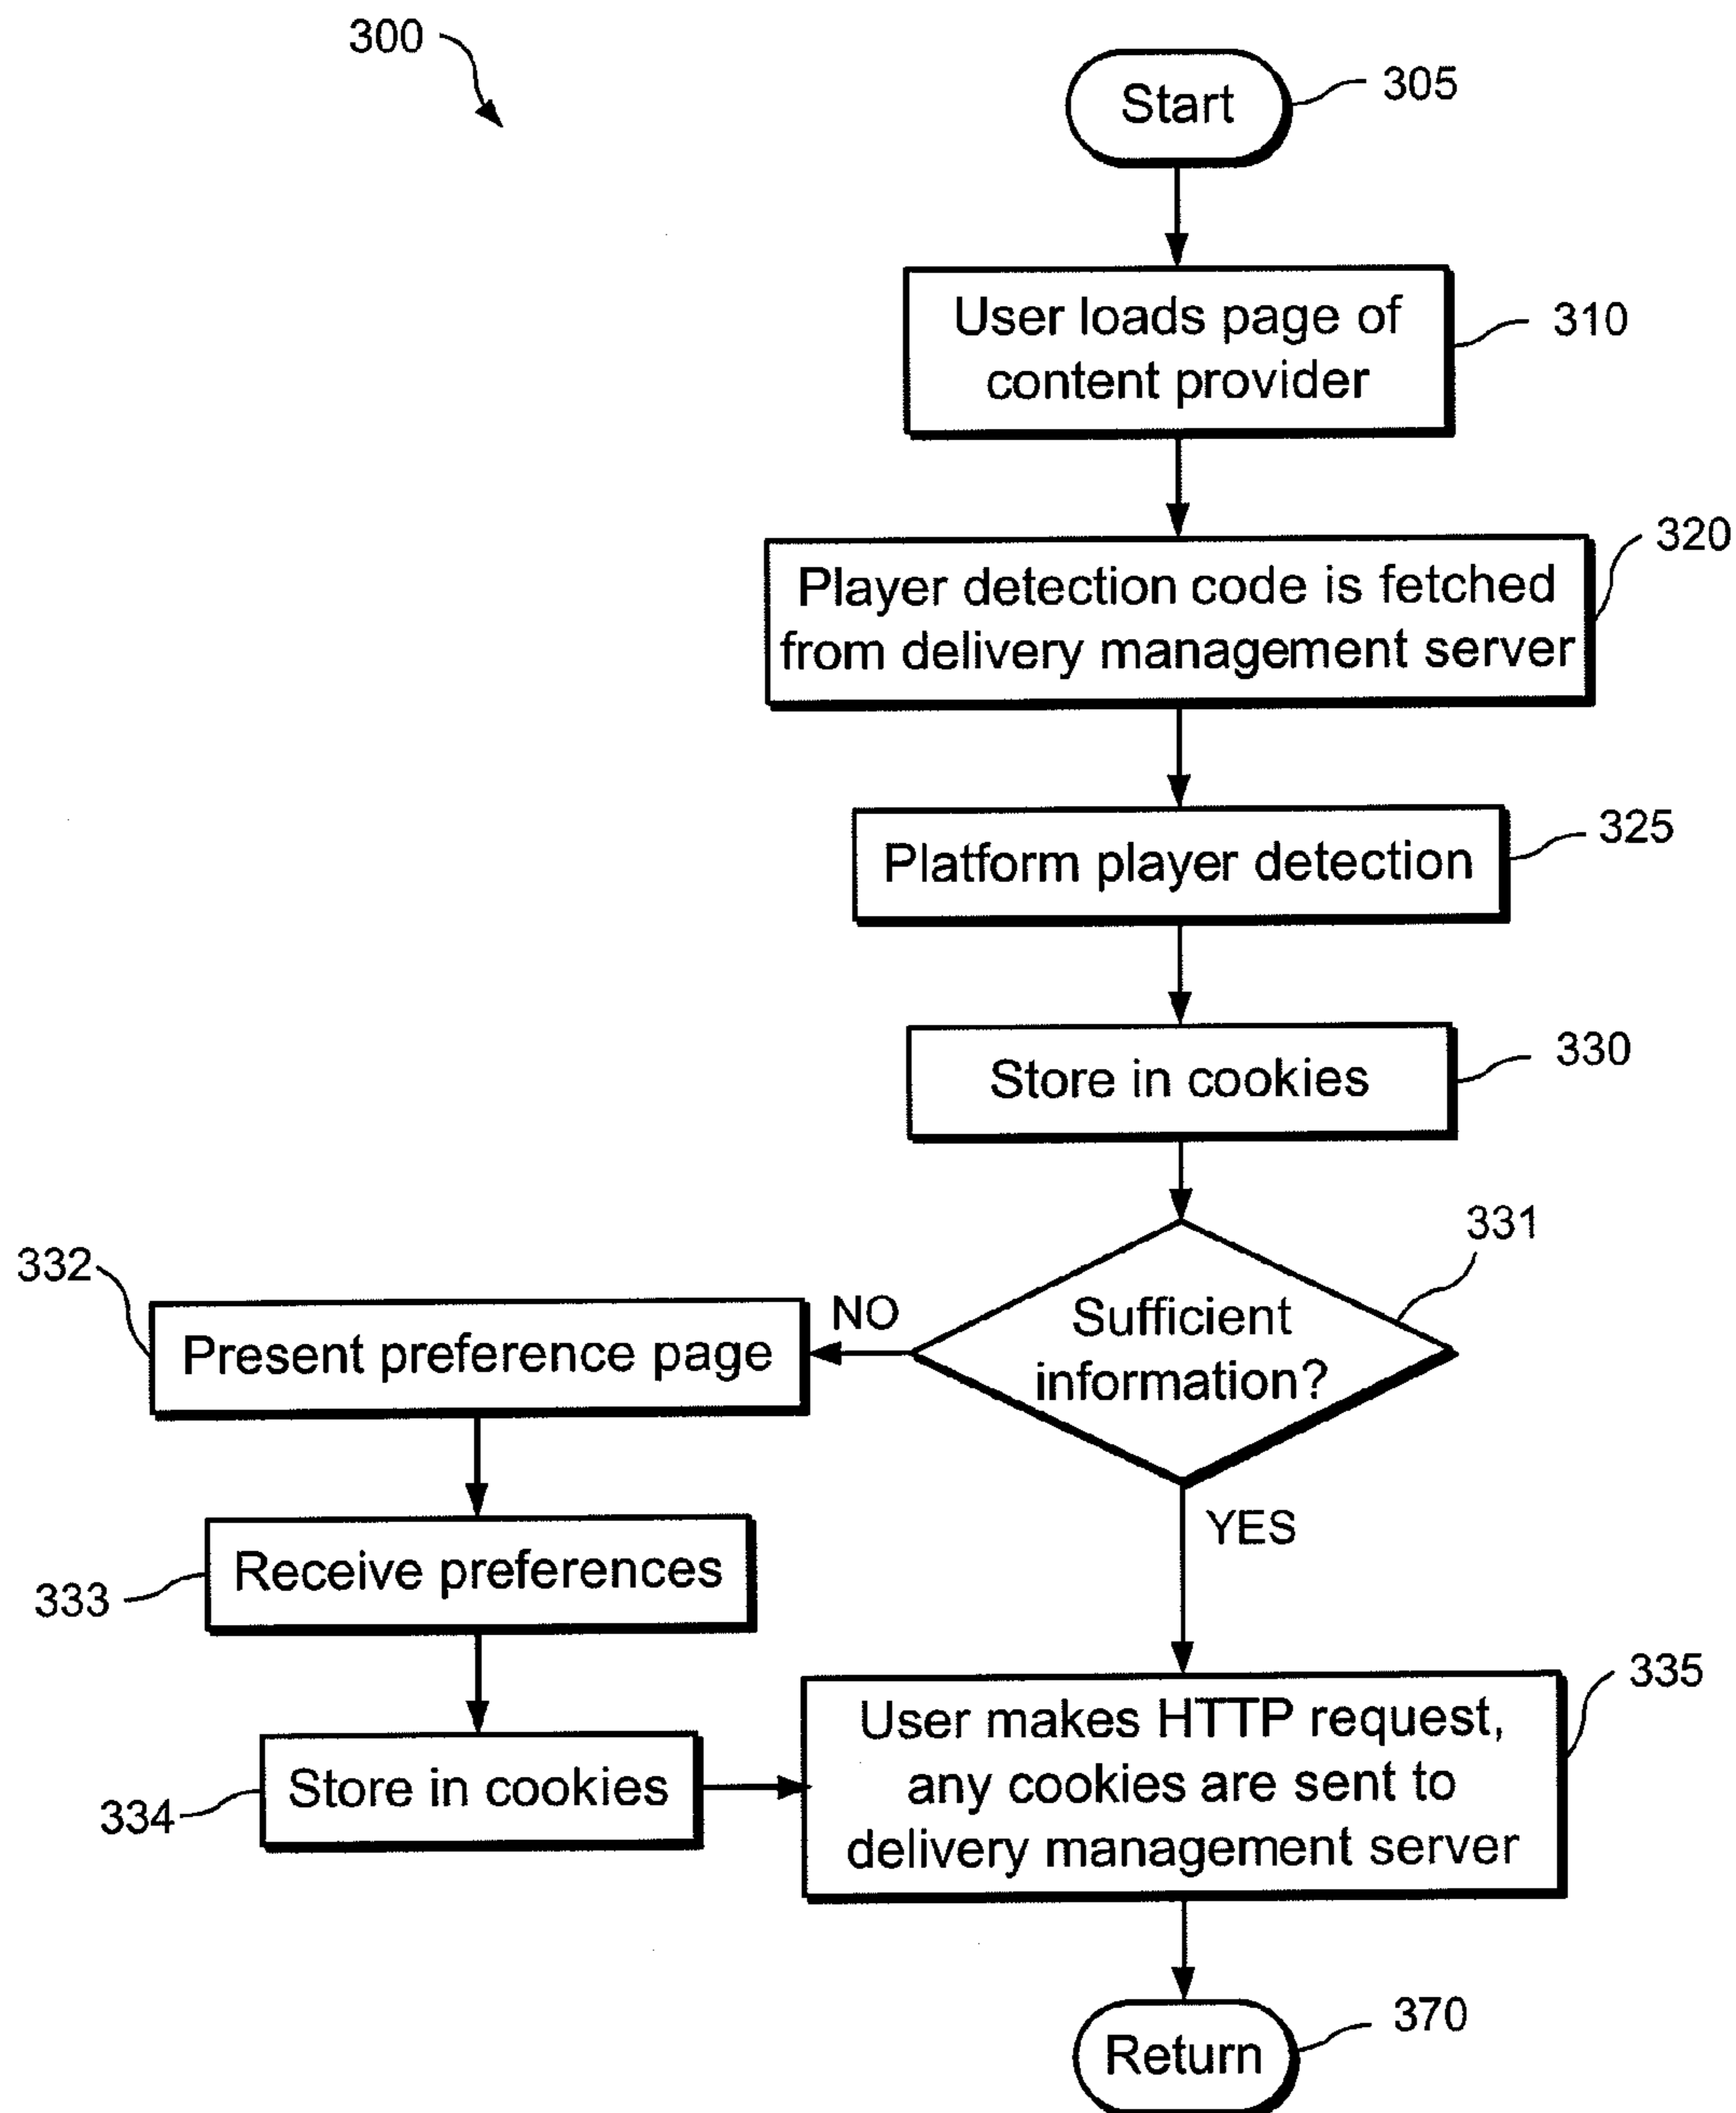 300
Start
305
User loads page of
content provider
310
Player detection code is fetched
from delivery management server
320
Platform player detection
325
Store in cookies
330
Sufficient
information?
331
NO
YES
332
Present preference page
333
Receive preferences
334
Store in cookies
User makes HTTP request,
any cookies are sent to
delivery management server
335
Return
370